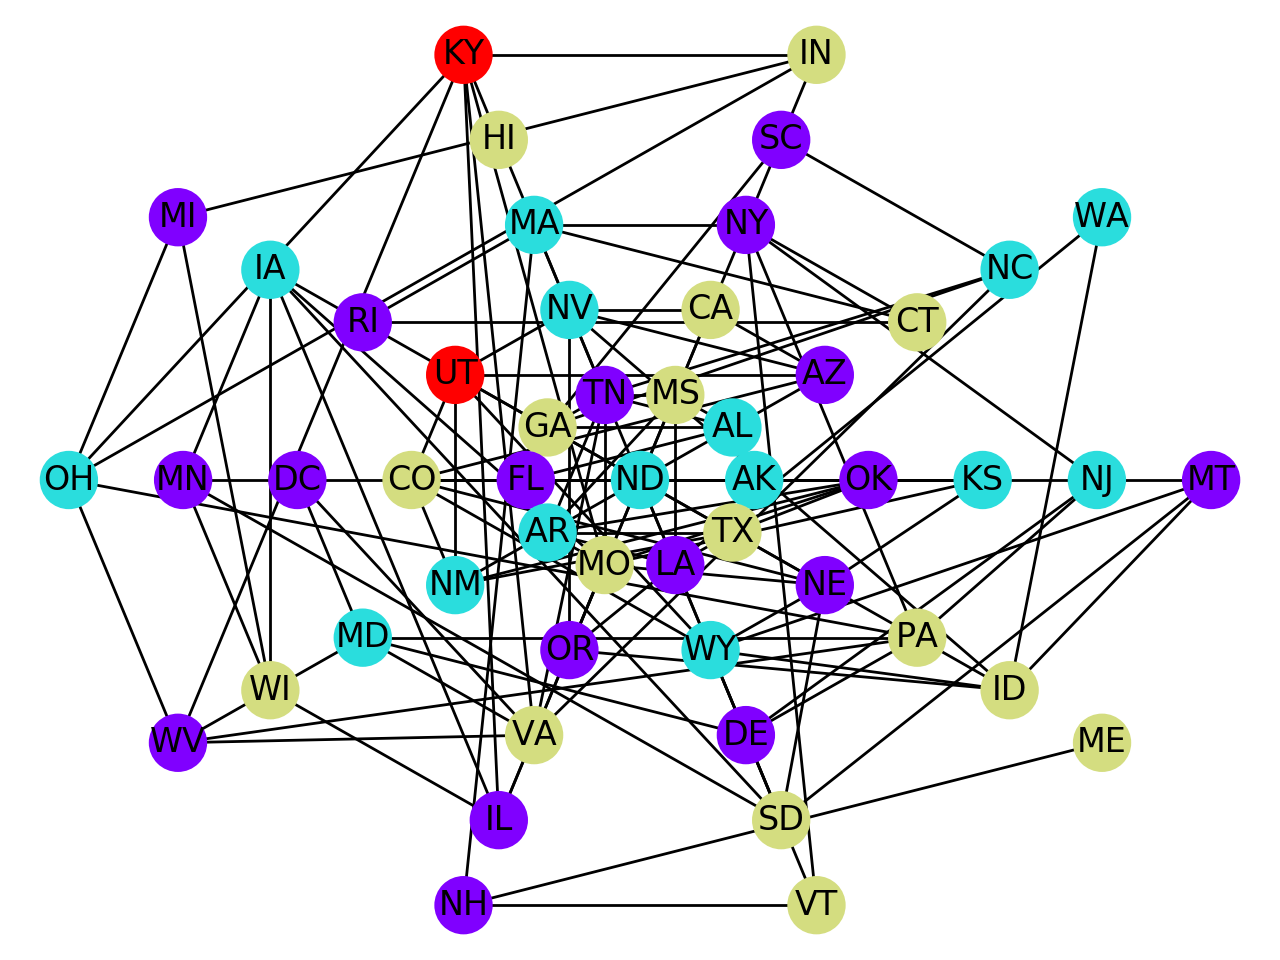 KY IN
HI SC
MI MA NY WA
IA NC
RI NV CA CT
UT TN MS AZ
GA AL
OH MN DC CO FL ND AK OK KS NJ MT
AR TX
NM MO LA NE
MD OR WY PA
WI ID
WV VA DE ME
IL SD
NH VT